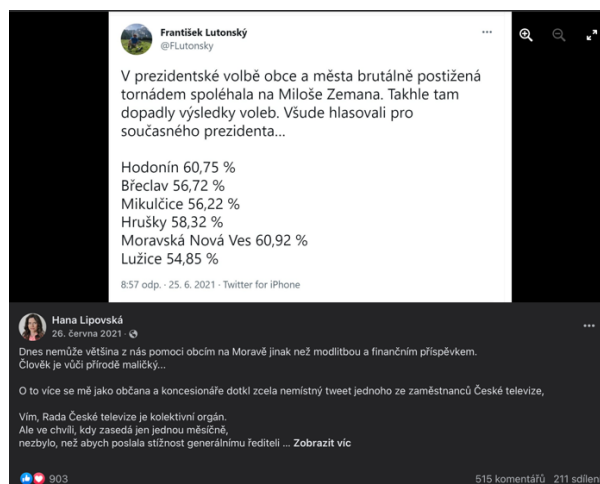 František Lutonský
@FLutonsky
V prezidentské volbě obce a města brutálně postižená
tornádem spoléhala na Miloše Zemana. Takhle tam
dopadly výsledky voleb. Všude hlasovali pro
současného prezidenta...
Hodonín 60,75 %
Břeclav 56,72 %
Mikulčice 56,22 %
Hrušky 58,32 %
Moravská Nová Ves 60,92 %
Lužice 54,85 %
8:57 odp. · 25. 6. 2021 · Twitter for iPhone
Hana Lipovská
26. června 2021 ·
Dnes nemůže většina z nás pomoci obcím na Moravě jinak než modlitbou a finančním příspěvkem.
Člověk je vůči přírodě maličký...
O to více se mě jako občana a koncesionáře dotkl zcela nemístný tweet jednoho ze zaměstnanců České televize,
Vím, Rada České televize je kolektivní orgán.
Ale ve chvíli, kdy zasedá jen jednou měsíčně,
nezbylo, než abych poslala stížnost generálnímu řediteli ... Zobrazit víc
903 515 komentářů 211 sdílen